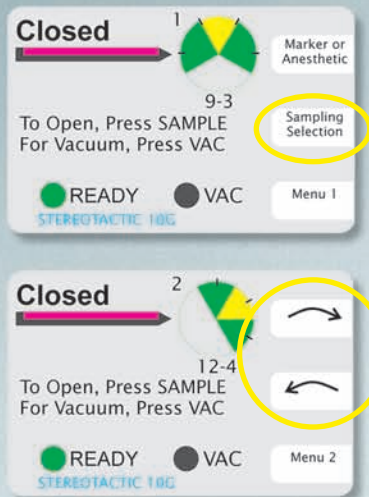 Closed
1
Marker or
Anesthetic
9-3
To Open, Press SAMPLE
For Vacuum, Press VAC
Sampling
Selection
READY
VAC
Menu 1
STEREOTACTIC 10G
Closed
2
12-4
To Open, Press SAMPLE
For Vacuum, Press VAC
READY
VAC
Menu 2
STEREOTACTIC 10G